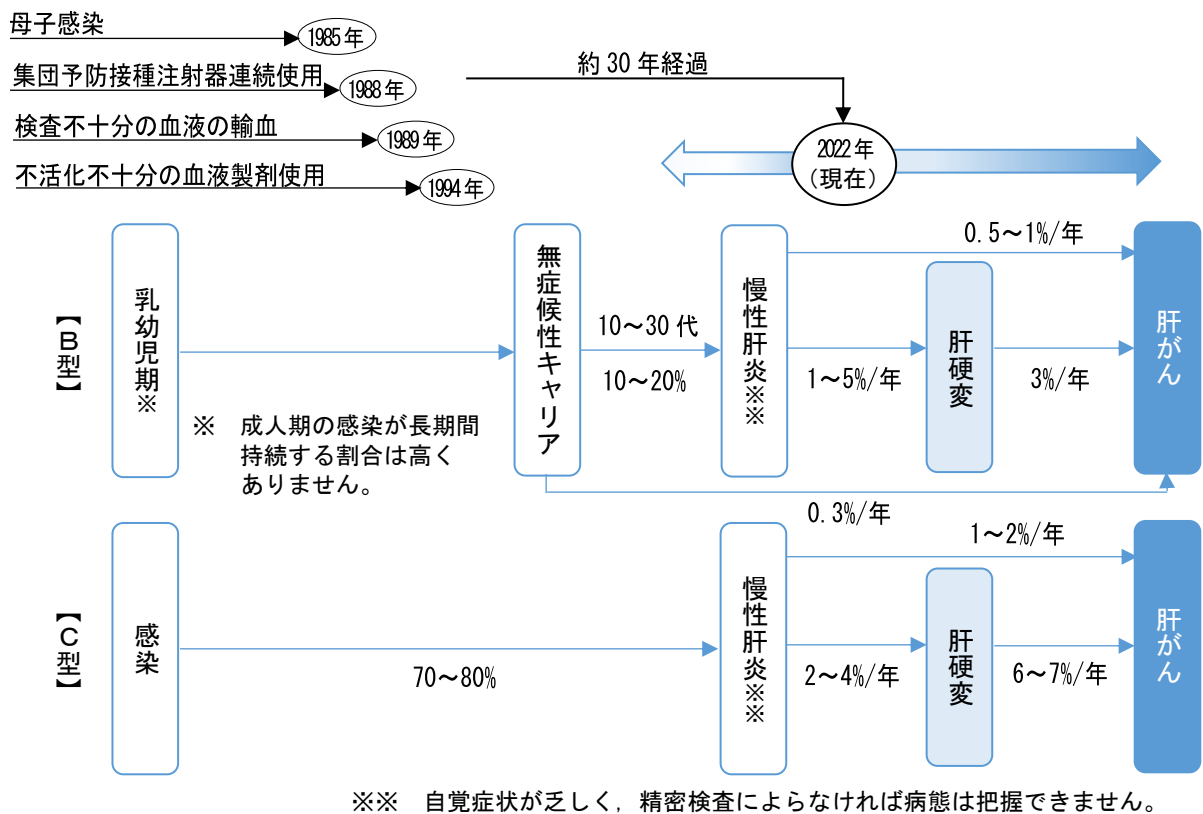 母子感染
1985年
集団予防接種注射器連続使用
1988年
検査不十分の血液の輸血
1989年
不活化不十分の血液製剤使用
1994年
約30年経過
2022年
(現在)
【B型】
乳幼児期※
※ 成人期の感染が長期間
持続する割合は高く
ありません。
無症候性キャリア
10～30代
10～20%
慢性肝炎※※
0.5～1%/年
1～5%/年
肝硬変
3%/年
肝がん
0.3%/年
【C型】
感染
70～80%
慢性肝炎※※
1～2%/年
2～4%/年
肝硬変
6～7%/年
肝がん
※※ 自覚症状が乏しく，精密検査によらなければ病態は把握できません。